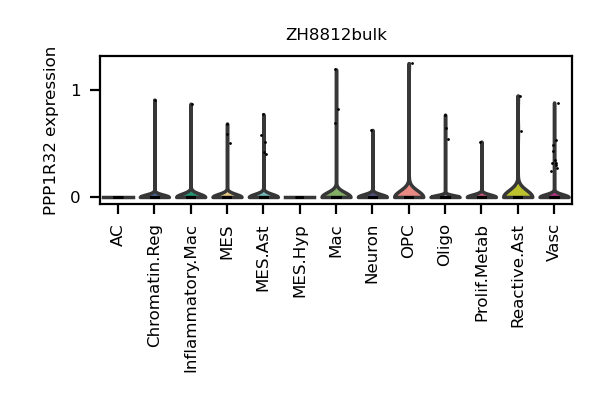 ZH8812bulk
PPP1R32 expression
1
0
AC
Chromatin.Reg
Inflammatory.Mac
MES
MES.Ast
MES.Hyp
Mac
Neuron
OPC
Oligo
Prolif.Metab
Reactive.Ast
Vasc